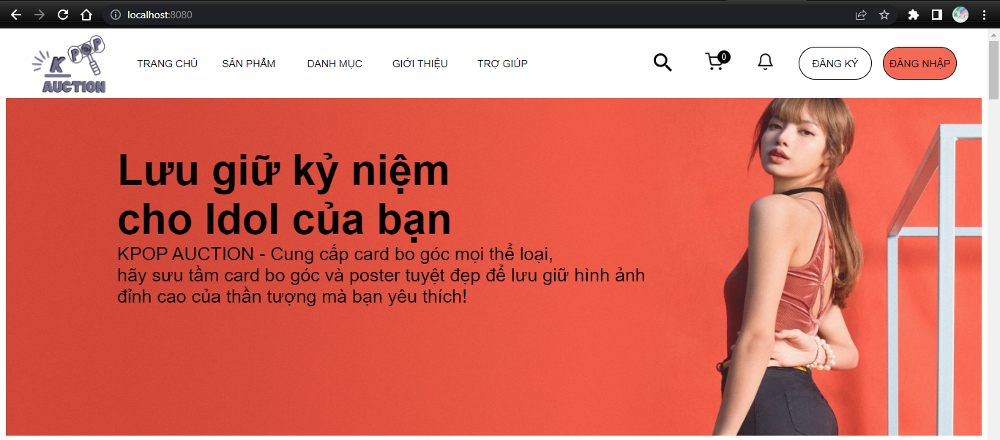 localhost:8080
K POP
AUCTION
TRANG CHỦ
SẢN PHẨM
DANH MỤC
GIỚI THIỆU
TRỢ GIÚP
0
ĐĂNG KÝ
ĐĂNG NHẬP
Lưu giữ kỷ niệm
cho Idol của bạn
KPOP AUCTION - Cung cấp card bo góc mọi thể loại,
hãy sưu tầm card bo góc và poster tuyệt đẹp để lưu giữ hình ảnh
đỉnh cao của thần tượng mà bạn yêu thích!